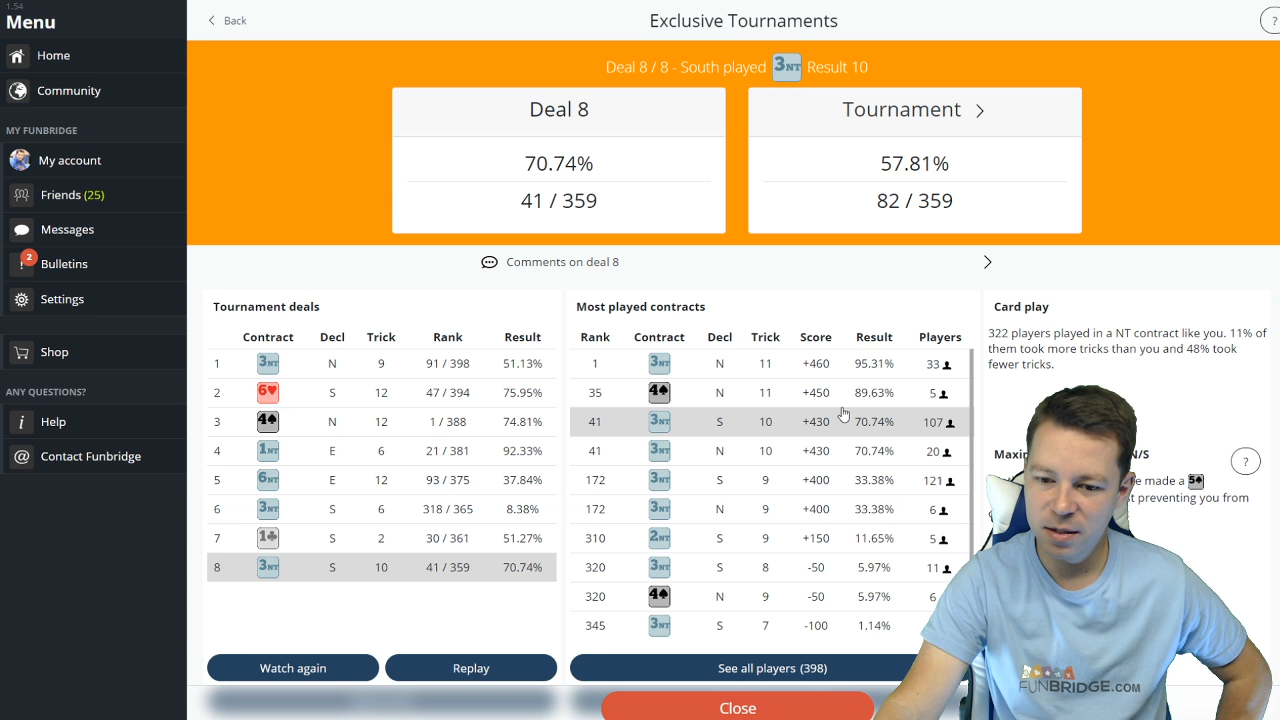 1.54
Menu
Home
Community
MY FUNBRIDGE
My account
Friends (25)
Messages
2
Bulletins
Settings
Shop
ANY QUESTIONS?
Help
Contact Funbridge
Back
Exclusive Tournaments
?
Deal 8 / 8 - South played 3NT Result 10
Deal 8
70.74%
41 / 359
Tournament
57.81%
82 / 359
Comments on deal 8
Tournament deals
Contract Decl Trick Rank Result
1 3NT N 9 91 / 398 51.13%
2 6♥ S 12 47 / 394 75.95%
3 4♠ N 12 1 / 388 74.81%
4 1NT E 6 21 / 381 92.33%
5 6NT E 12 93 / 375 37.84%
6 3NT S 6 318 / 365 8.38%
7 1♣ S 2 30 / 361 51.27%
8 3NT S 10 41 / 359 70.74%
Watch again
Replay
Most played contracts
Rank Contract Decl Trick Score Result Players
1 3NT N 11 +460 95.31% 33
35 4♠ N 11 +450 89.63% 5
41 3NT S 10 +430 70.74% 107
41 3NT N 10 +430 70.74% 20
172 3NT S 9 +400 33.38% 121
172 3NT N 9 +400 33.38% 6
310 2NT S 9 +150 11.65% 5
320 3NT S 8 -50 5.97% 11
320 4♠ N 9 -50 5.97% 6
345 3NT S 7 -100 1.14%
See all players (398)
Close
Card play
322 players played in a NT contract like you. 11% of
them took more tricks than you and 48% took
fewer tricks.
N/S
?
made a 5♠
preventing you from
FUNBRIDGE.COM